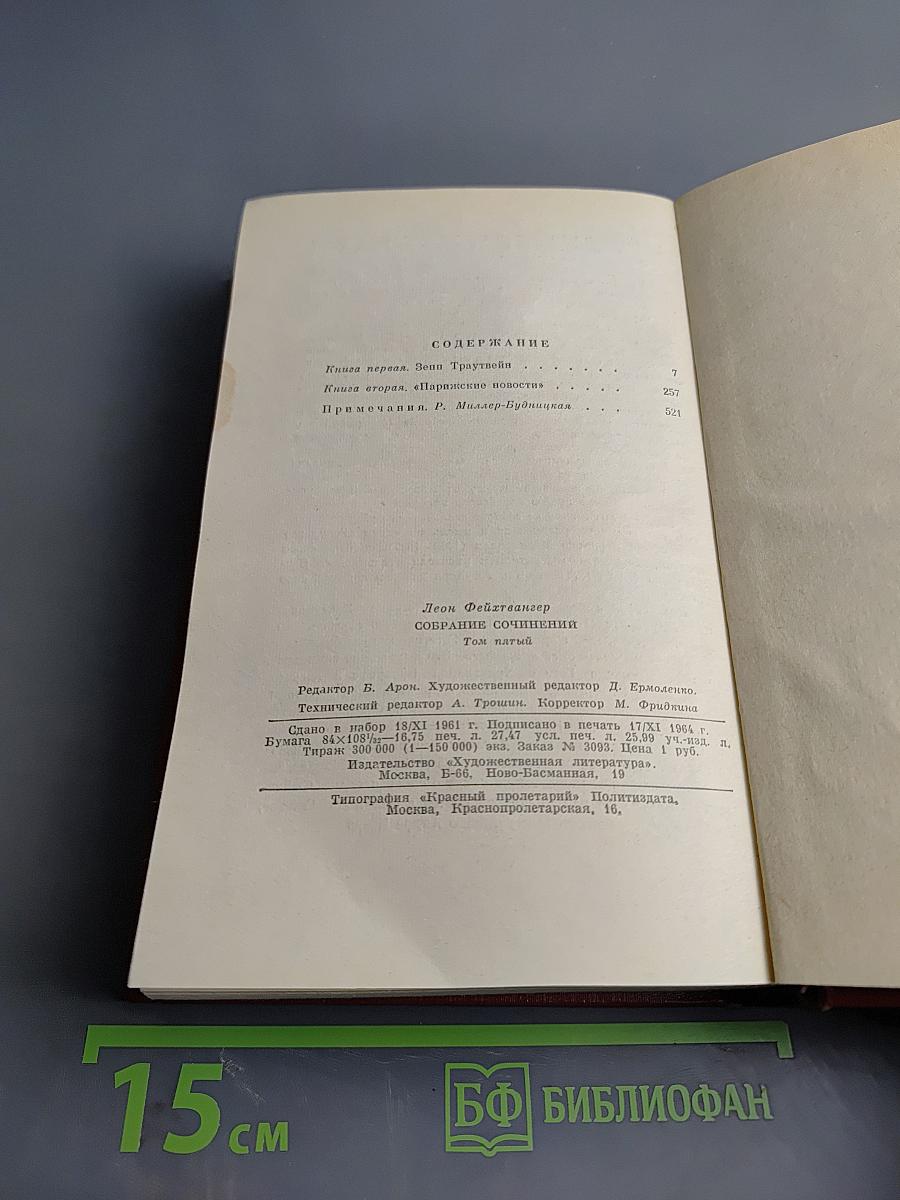 СОДЕРЖАНИЕ
Книга первая. Зепп Траутвейн . . . . . . . 7
Книга вторая. «Парижские новости» . . . . . 257
Примечания. Р. Миллер-Будницкая . . . 521
Леон Фейхтвангер
СОБРАНИЕ СОЧИНЕНИЙ
Том пятый
Редактор Б. Арон. Художественный редактор Д. Ермоленко.
Технический редактор А. Трошин. Корректор М. Фридкина
Сдано в набор 18/XI 1961 г. Подписано в печать 17/XI 1964 г.
Бумага 84×108¹/₃₂—16,75 печ. л. 27,47 усл. печ. л. 25,99 уч.-изд. л.
Тираж 300 000 (1—150 000) экз. Заказ № 3093. Цена 1 руб.
Издательство «Художественная литература».
Москва, Б-66, Ново-Басманная, 19
Типография «Красный пролетарий» Политиздата,
Москва, Краснопролетарская, 16.
15 см
БФ БИБЛИОФАН